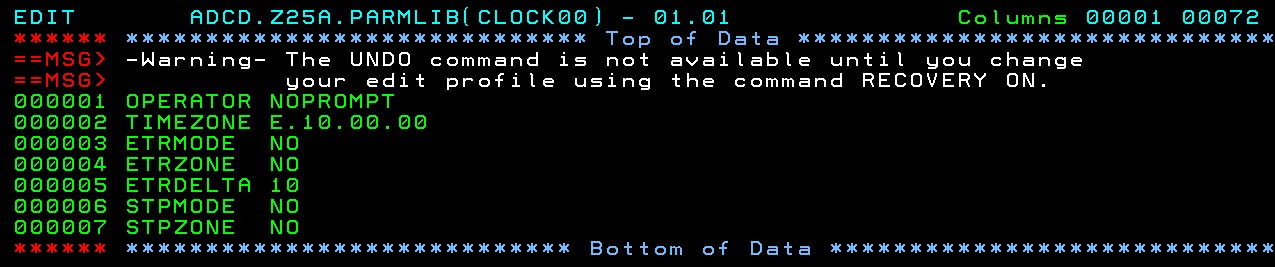 EDIT       ADCD.Z25A.PARMLIB(CLOCK00) - 01.01              Columns 00001 00072
****** ***************************** Top of Data ******************************
==MSG> -Warning- The UNDO command is not available until you change
==MSG>           your edit profile using the command RECOVERY ON.
000001 OPERATOR NOPROMPT
000002 TIMEZONE E.10.00.00
000003 ETRMODE  NO
000004 ETRZONE  NO
000005 ETRDELTA 10
000006 STPMODE  NO
000007 STPZONE  NO
****** **************************** Bottom of Data ****************************